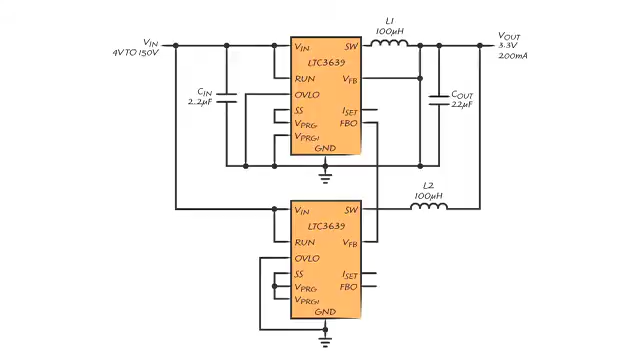 L1
100μH
VIN
4V TO 150V
VOUT
3.3V
200mA
VIN
SW
LTC3639
RUN
VFB
CIN
2.2μF
OVLO
COUT
22μF
SS
ISET
VPRG
FBO
VPRG1
GND
L2
100μH
VIN
SW
LTC3639
RUN
VFB
OVLO
SS
ISET
VPRG
FBO
VPRG1
GND